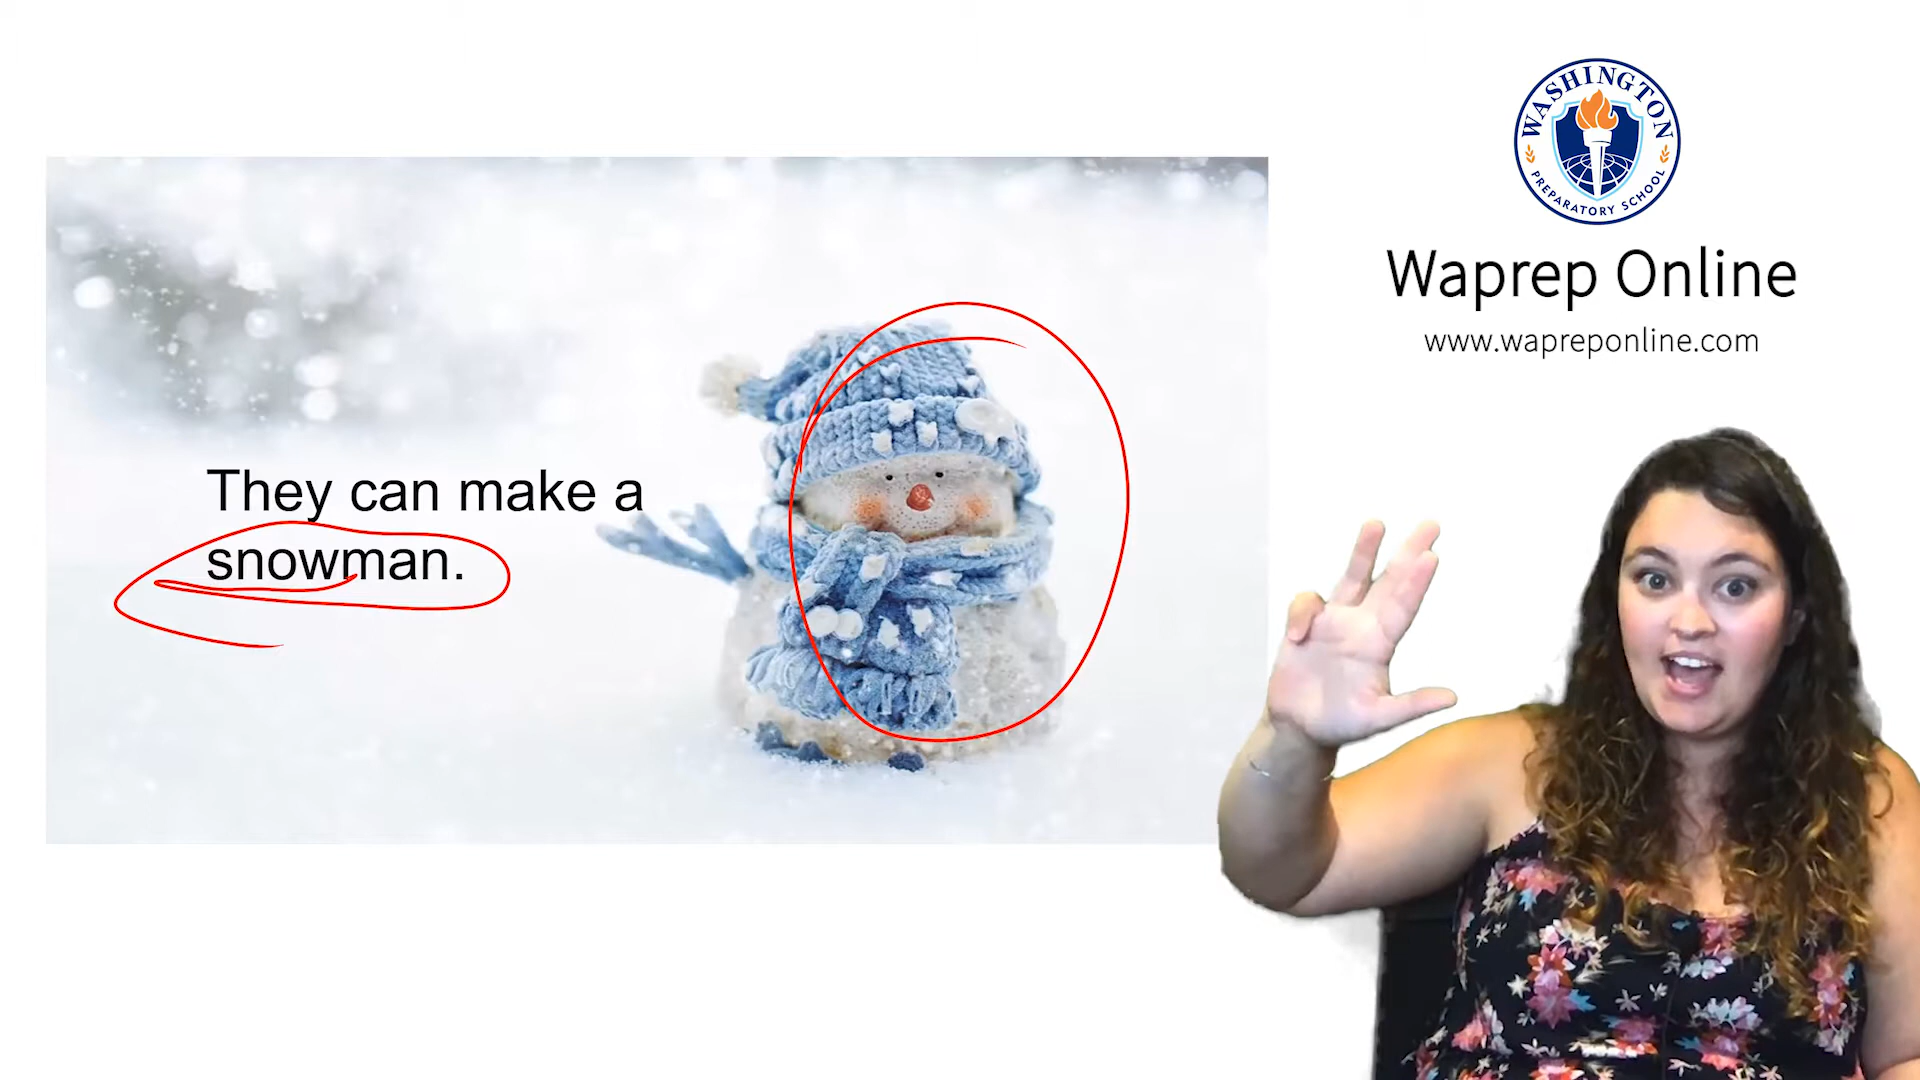 They can make a
snowman.
WASHINGTON
PREPARATORY SCHOOL
Waprep Online
www.wapreponline.com